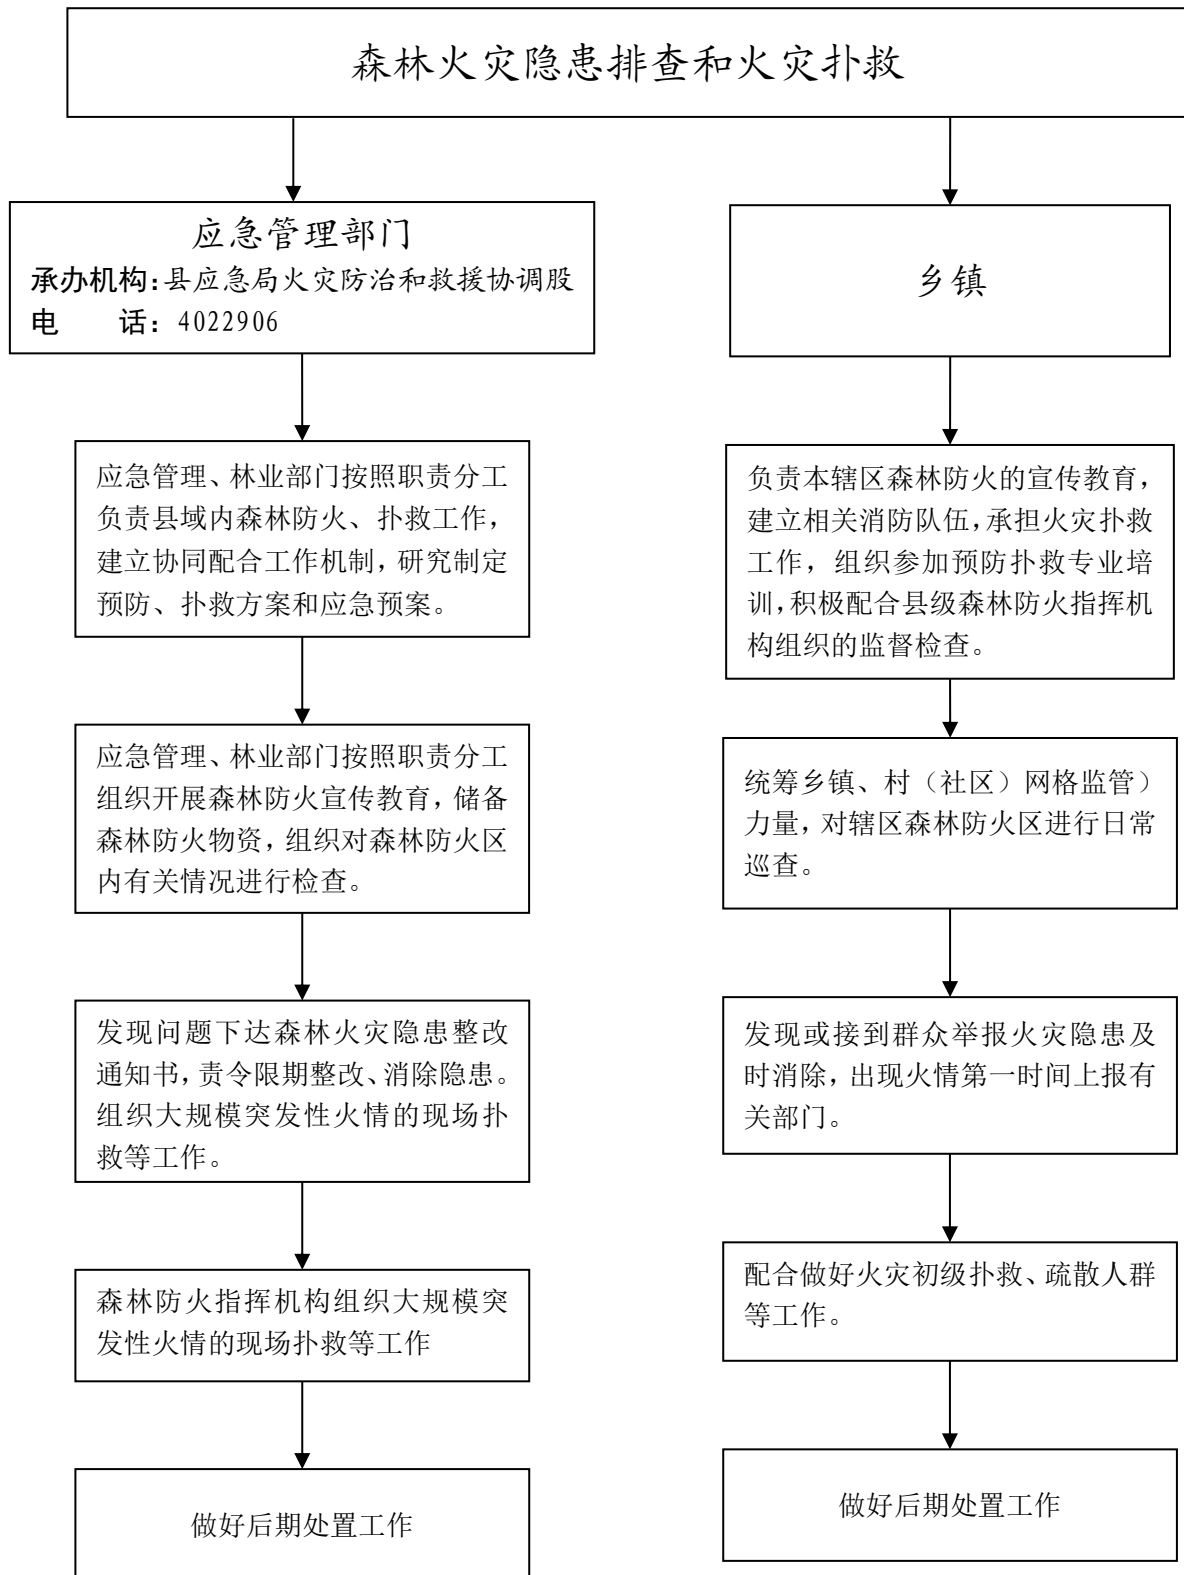 森林火灾隐患排查和火灾扑救
应急管理部门
承办机构：县应急局火灾防治和救援协调股
电　　话：4022906
应急管理、林业部门按照职责分工
负责县域内森林防火、扑救工作，
建立协同配合工作机制，研究制定
预防、扑救方案和应急预案。
应急管理、林业部门按照职责分工
组织开展森林防火宣传教育，储备
森林防火物资，组织对森林防火区
内有关情况进行检查。
发现问题下达森林火灾隐患整改
通知书，责令限期整改、消除隐患。
组织大规模突发性火情的现场扑
救等工作。
森林防火指挥机构组织大规模突
发性火情的现场扑救等工作
做好后期处置工作
乡镇
负责本辖区森林防火的宣传教育，
建立相关消防队伍，承担火灾扑救
工作，组织参加预防扑救专业培
训，积极配合县级森林防火指挥机
构组织的监督检查。
统筹乡镇、村（社区）网格监管）
力量，对辖区森林防火区进行日常
巡查。
发现或接到群众举报火灾隐患及
时消除，出现火情第一时间上报有
关部门。
配合做好火灾初级扑救、疏散人群
等工作。
做好后期处置工作